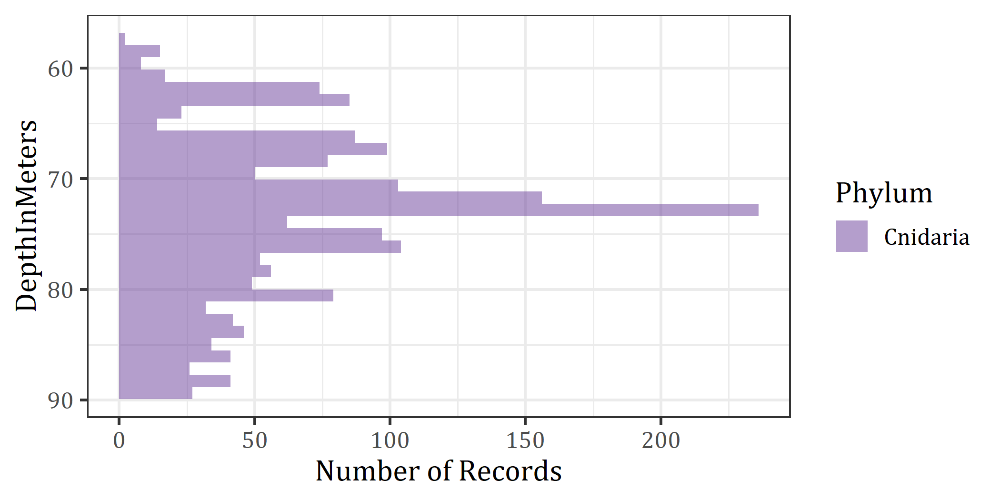 60
70
80
90
DepthInMeters
0 50 100 150 200
Number of Records
Phylum
Cnidaria